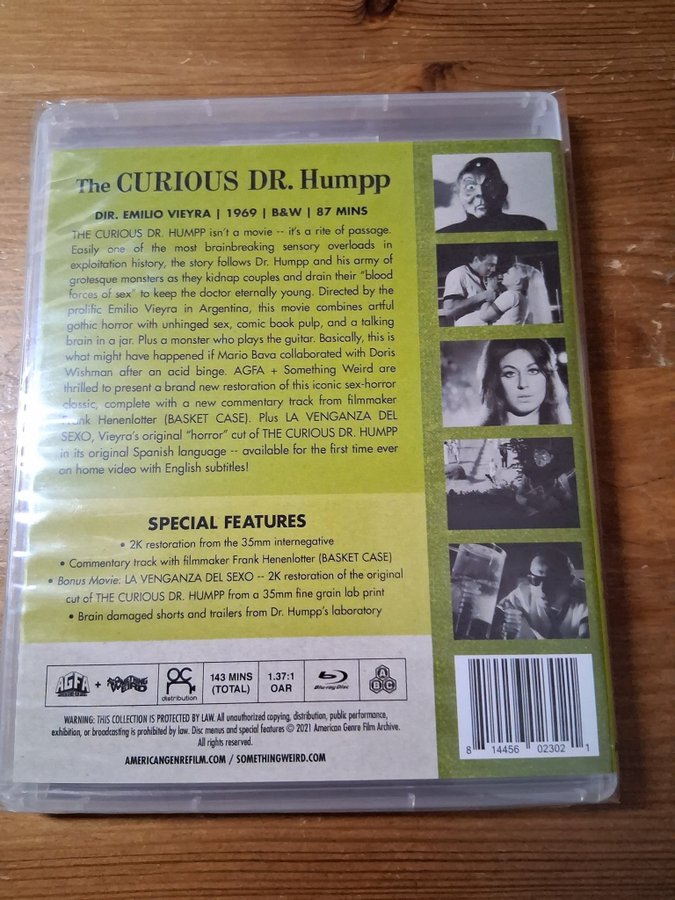 The CURIOUS DR. Humpp
DIR. EMILIO VIEYRA | 1969 | B&W | 87 MINS
THE CURIOUS DR. HUMPP isn't a movie -- it's a rite of passage.
Easily one of the most brainbreaking sensory overloads in
exploitation history, the story follows Dr. Humpp and his army of
grotesque monsters as they kidnap couples and drain their "blood
forces of sex" to keep the doctor eternally young. Directed by the
prolific Emilio Vieyra in Argentina, this movie combines artful
gothic horror with unhinged sex, comic book pulp, and a talking
brain in a jar. Plus a monster who plays the guitar. Basically, this is
what might have happened if Mario Bava collaborated with Doris
Wishman after an acid binge. AGFA + Something Weird are
thrilled to present a brand new restoration of this iconic sex-horror
classic, complete with a new commentary track from filmmaker
Frank Henenlotter (BASKET CASE). Plus LA VENGANZA DEL
SEXO, Vieyra's original "horror" cut of THE CURIOUS DR. HUMPP
in its original Spanish language -- available for the first time ever
on home video with English subtitles!
SPECIAL FEATURES
• 2K restoration from the 35mm internegative
• Commentary track with filmmaker Frank Henenlotter (BASKET CASE)
• Bonus Movie: LA VENGANZA DEL SEXO -- 2K restoration of the original
cut of THE CURIOUS DR. HUMPP from a 35mm fine grain lab print
• Brain damaged shorts and trailers from Dr. Humpp's laboratory
AGFA + SOMETHING WEIRD OC distribution 143 MINS (TOTAL) 1.37:1 OAR Blu-ray Disc A B C
WARNING: THIS COLLECTION IS PROTECTED BY LAW. All unauthorized copying, distribution, public performance,
exhibition, or broadcasting is prohibited by law. Disc menus and special features © 2021 American Genre Film Archive.
All rights reserved.
AMERICANGENREFILM.COM / SOMETHINGWEIRD.COM
8 14456 02302 1